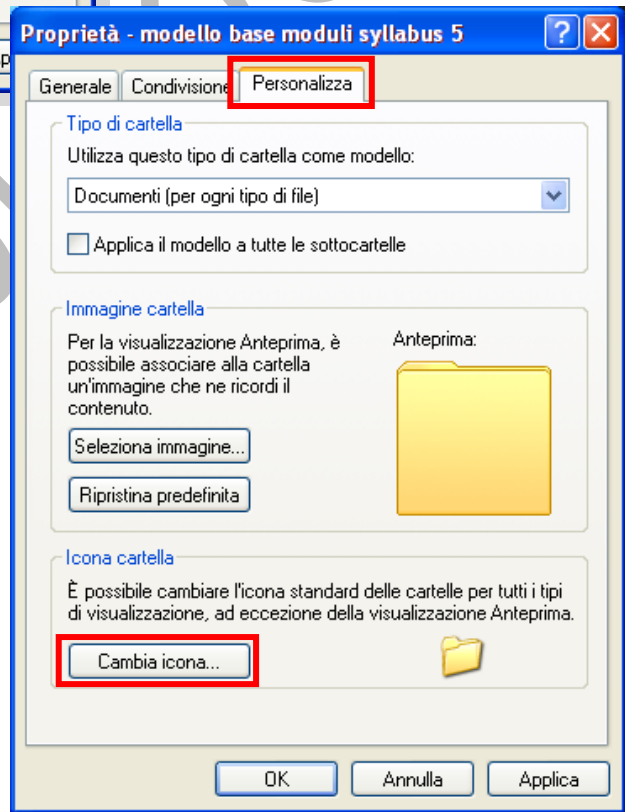 Proprietà - modello base moduli syllabus 5
Generale Condivisione Personalizza
Tipo di cartella
Utilizza questo tipo di cartella come modello:
Documenti (per ogni tipo di file)
Applica il modello a tutte le sottocartelle
Immagine cartella
Per la visualizzazione Anteprima, è
possibile associare alla cartella
un'immagine che ne ricordi il
contenuto.
Anteprima:
Seleziona immagine...
Ripristina predefinita
Icona cartella
È possibile cambiare l'icona standard delle cartelle per tutti i tipi
di visualizzazione, ad eccezione della visualizzazione Anteprima.
Cambia icona...
OK Annulla Applica